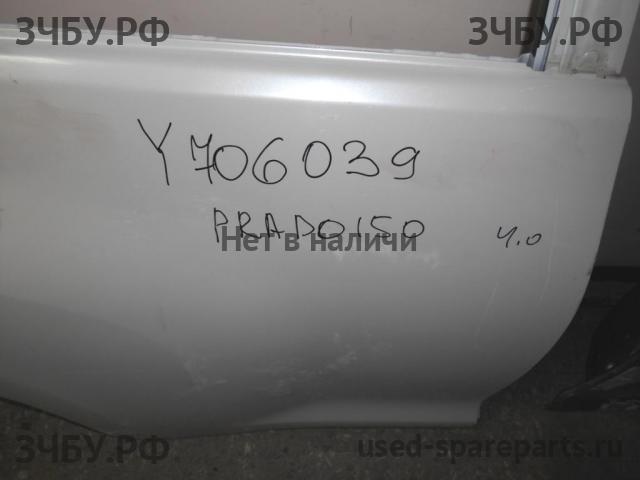 ЗЧБУ.РФ ЗЧБУ.РФ
Y706039
PRADO150
Нет в наличи
4.0
ЗЧБУ.РФ used-spareparts.ru